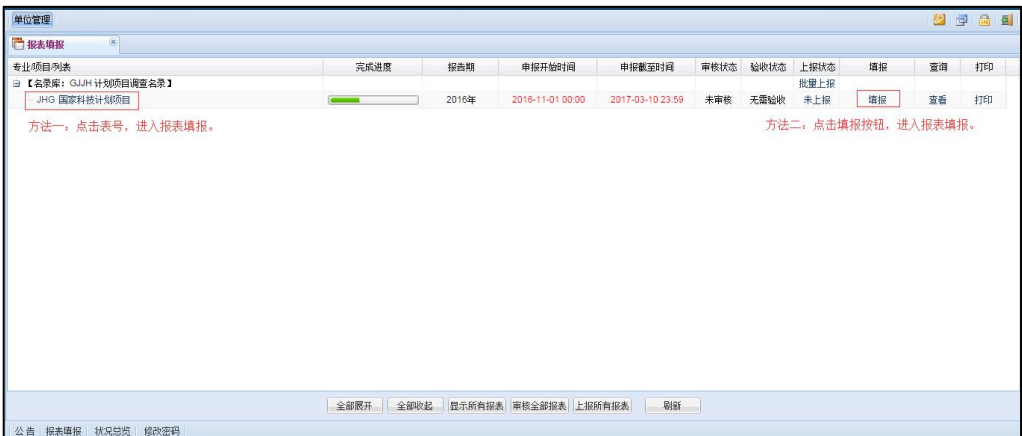 单位管理
报表填报
专业/项目/列表 完成进度 报告期 申报开始时间 申报截至时间 审核状态 验收状态 上报状态 填报 查询 打印
【名录库：GJJH 计划项目调查名录】 批量上报
JHG 国家科技计划项目 2016年 2016-11-01 00:00 2017-03-10 23:59 未审核 无需验收 未上报 填报 查看 打印
方法一：点击表号，进入报表填报。 方法二：点击填报按钮，进入报表填报。
全部展开 全部收起 显示所有报表 审核全部报表 上报所有报表 刷新
公告 报表填报 状况总览 修改密码